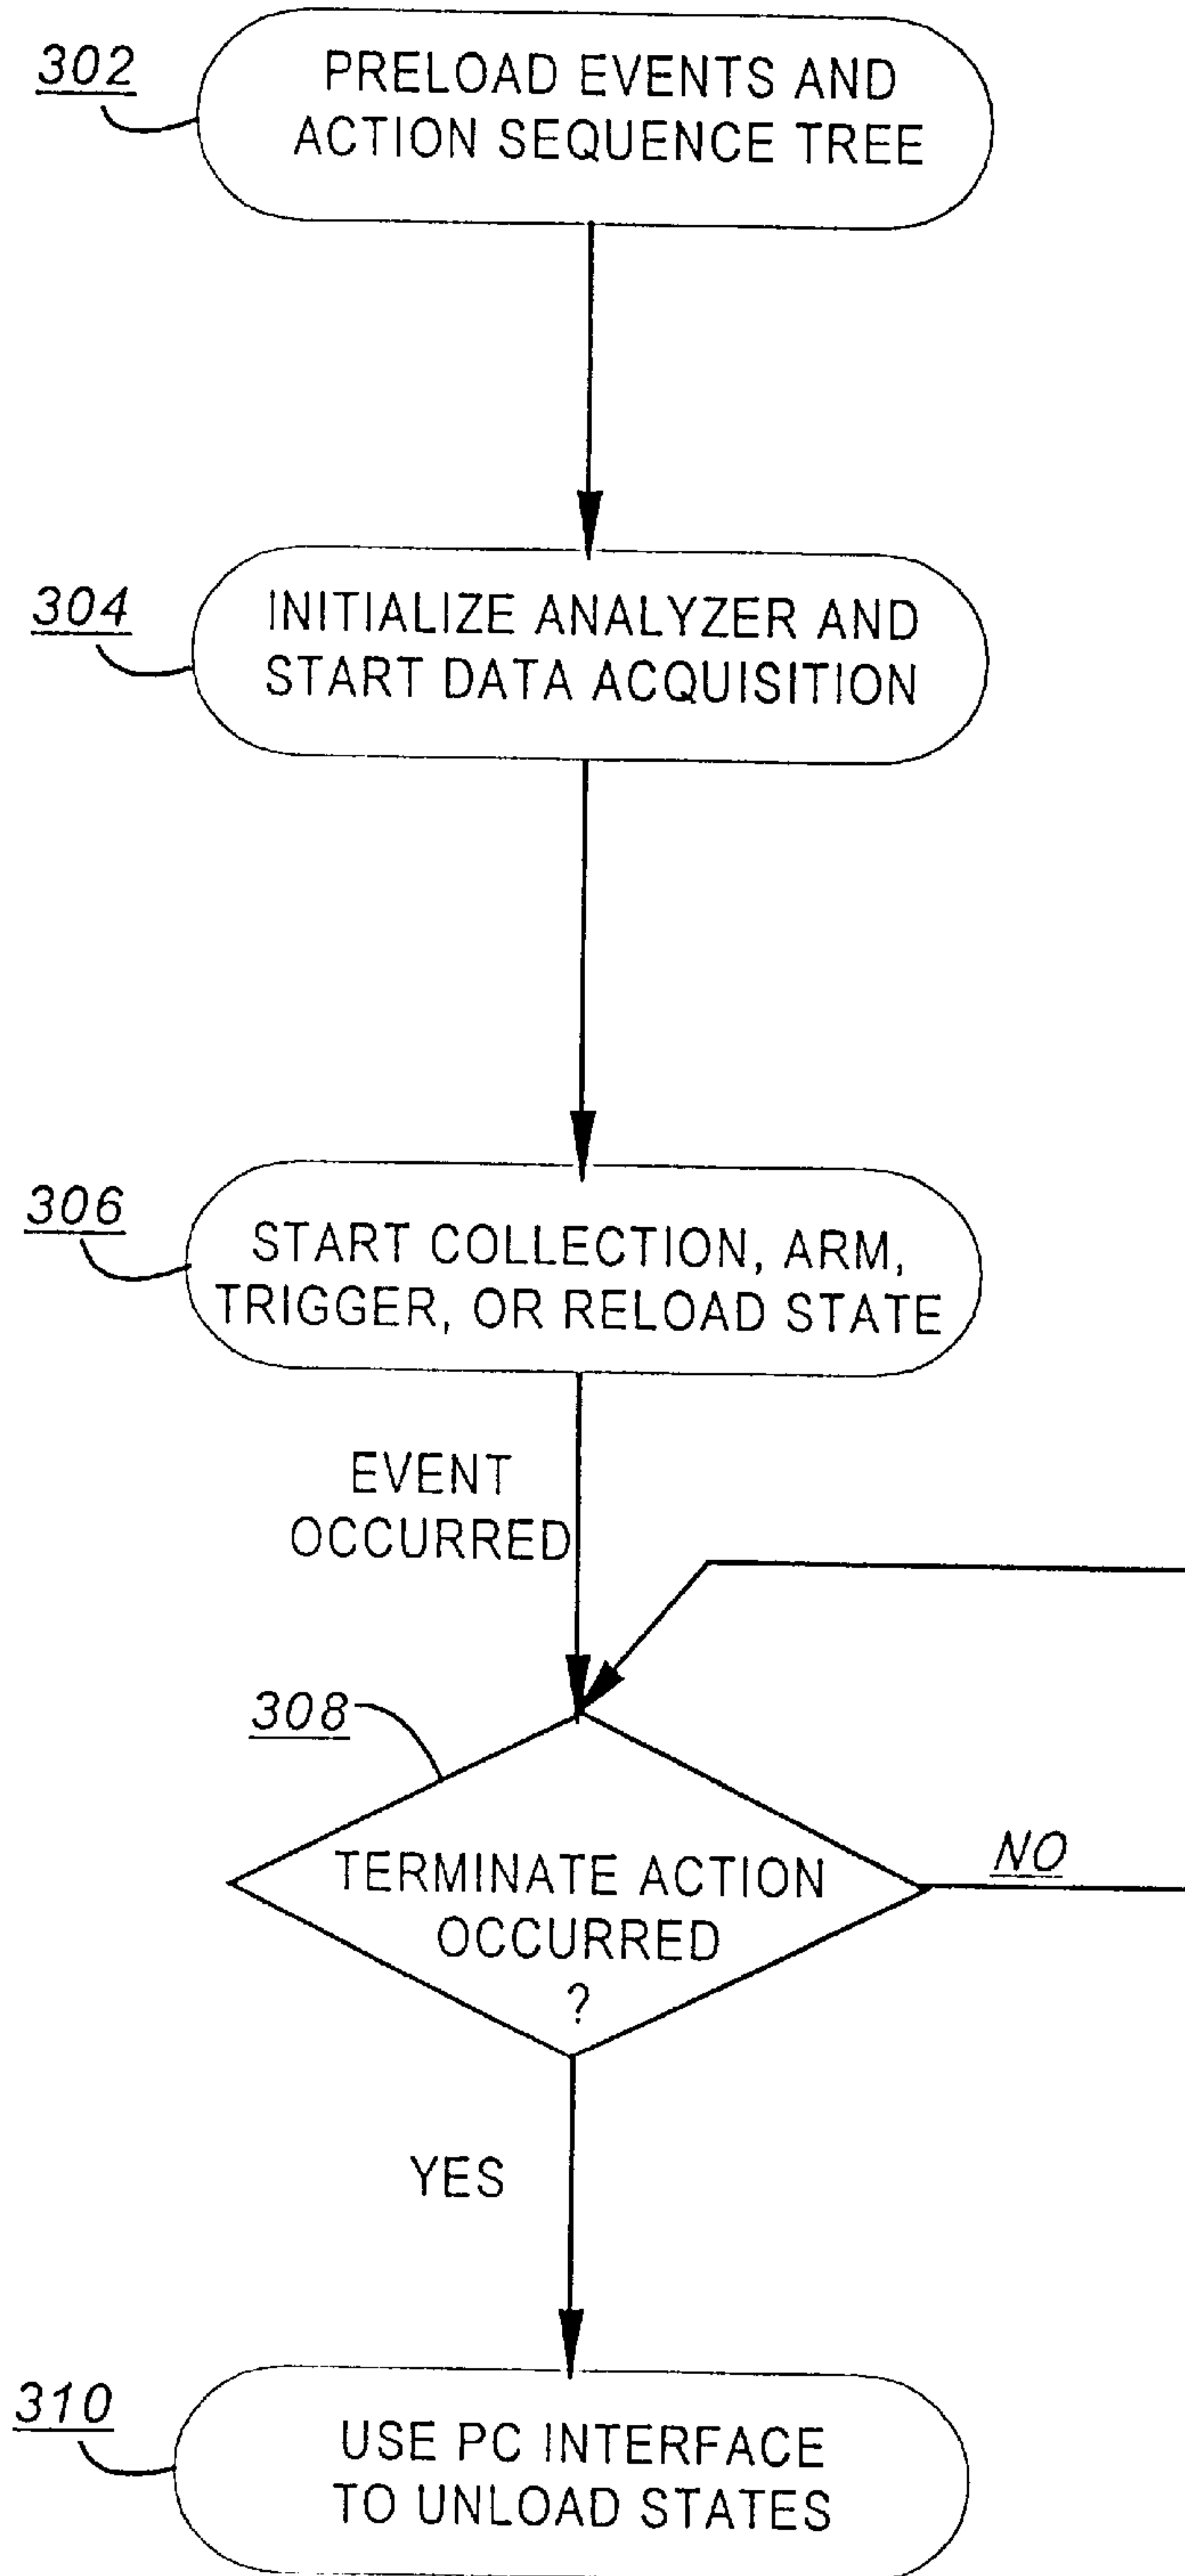 302
PRELOAD EVENTS AND
ACTION SEQUENCE TREE
304
INITIALIZE ANALYZER AND
START DATA ACQUISITION
306
START COLLECTION, ARM,
TRIGGER, OR RELOAD STATE
EVENT
OCCURRED
308
TERMINATE ACTION
OCCURRED
?
NO
YES
310
USE PC INTERFACE
TO UNLOAD STATES